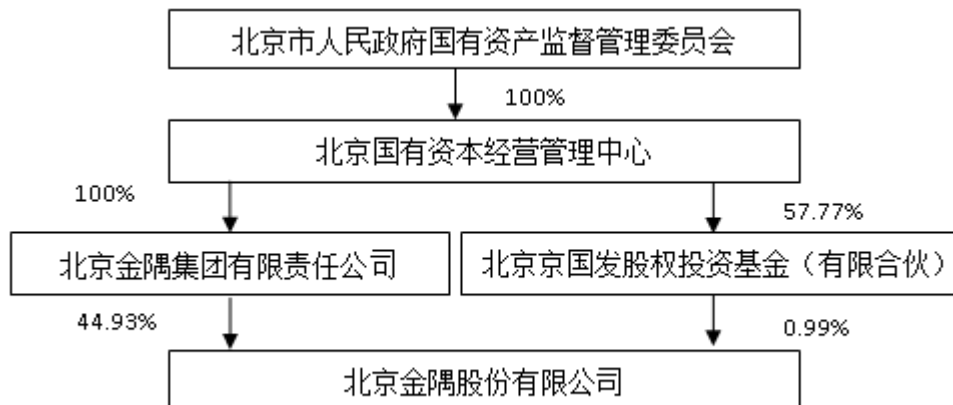 北京市人民政府国有资产监督管理委员会
100%
北京国有资本经营管理中心
100%
57.77%
北京金隅集团有限责任公司
北京京国发股权投资基金（有限合伙）
44.93%
0.99%
北京金隅股份有限公司